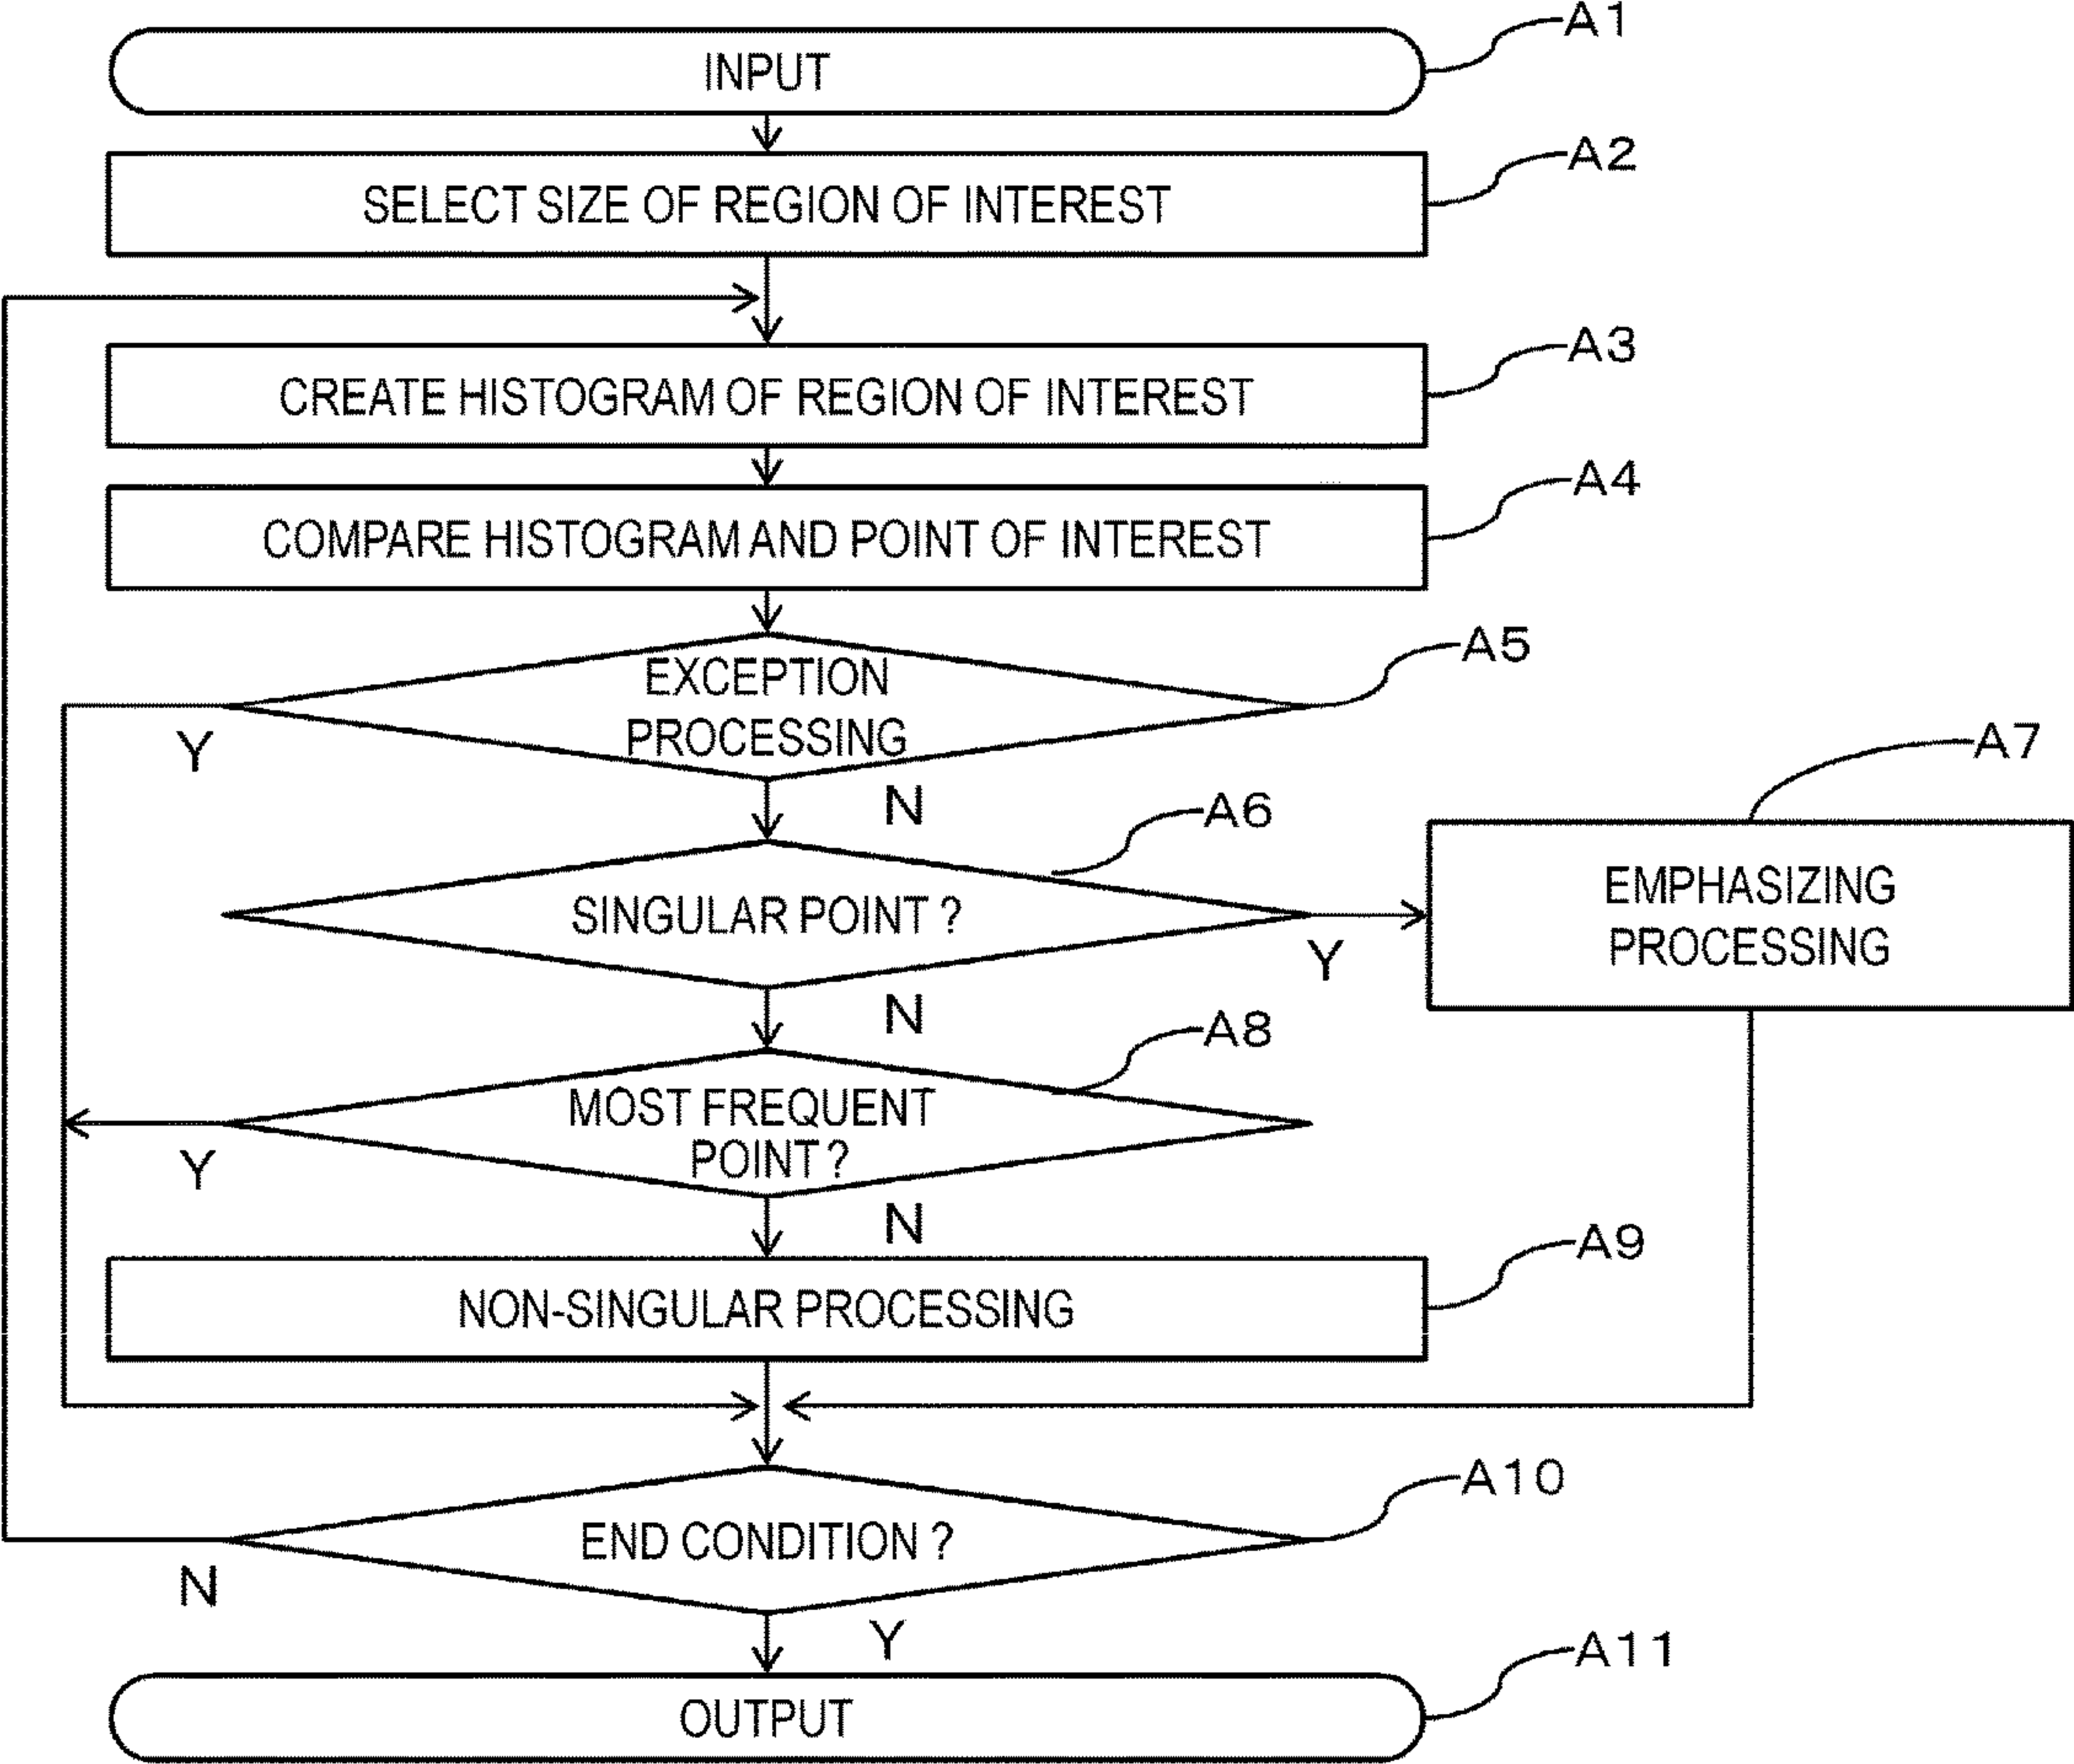 A1
INPUT
A2
SELECT SIZE OF REGION OF INTEREST
A3
CREATE HISTOGRAM OF REGION OF INTEREST
A4
COMPARE HISTOGRAM AND POINT OF INTEREST
A5
EXCEPTION
PROCESSING
Y
N
A6
A7
SINGULAR POINT ?
Y
EMPHASIZING
PROCESSING
N
A8
MOST FREQUENT
POINT ?
Y
N
A9
NON-SINGULAR PROCESSING
A10
END CONDITION ?
N
Y
A11
OUTPUT